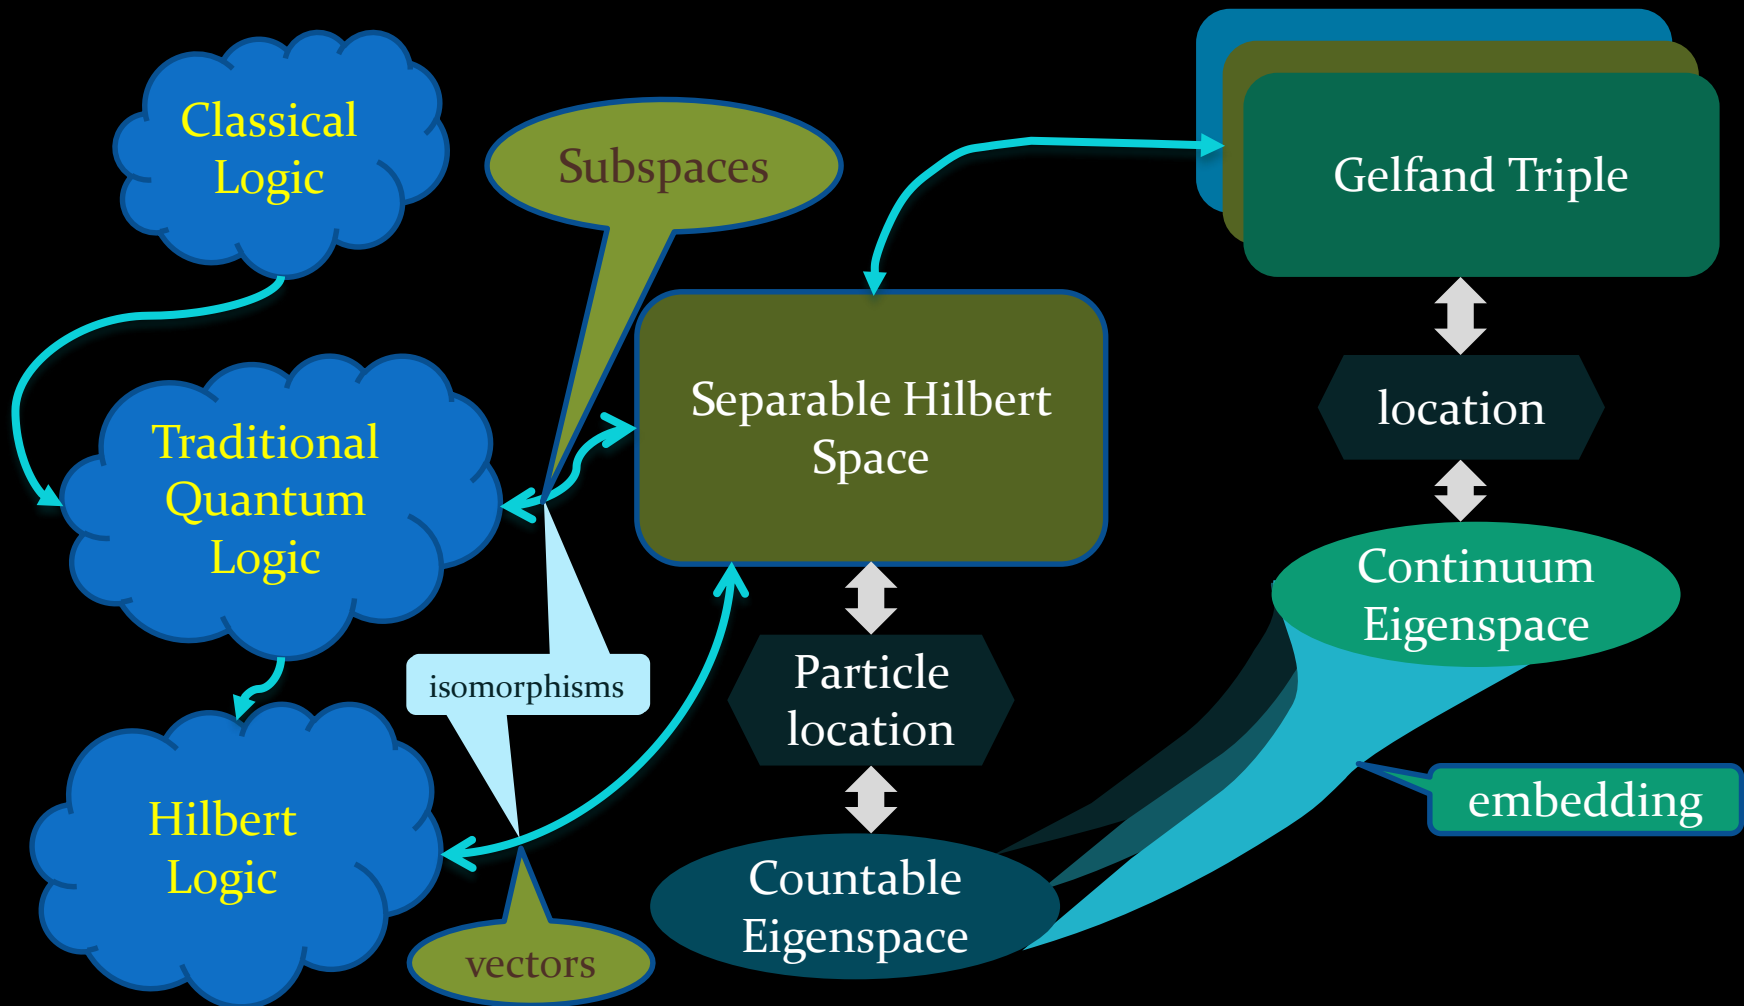 Classical
Logic
Subspaces
Gelfand Triple
Separable Hilbert
Space
location
Traditional
Quantum
Logic
Continuum
Eigenspace
isomorphisms
Particle
location
embedding
Hilbert
Logic
Countable
Eigenspace
vectors